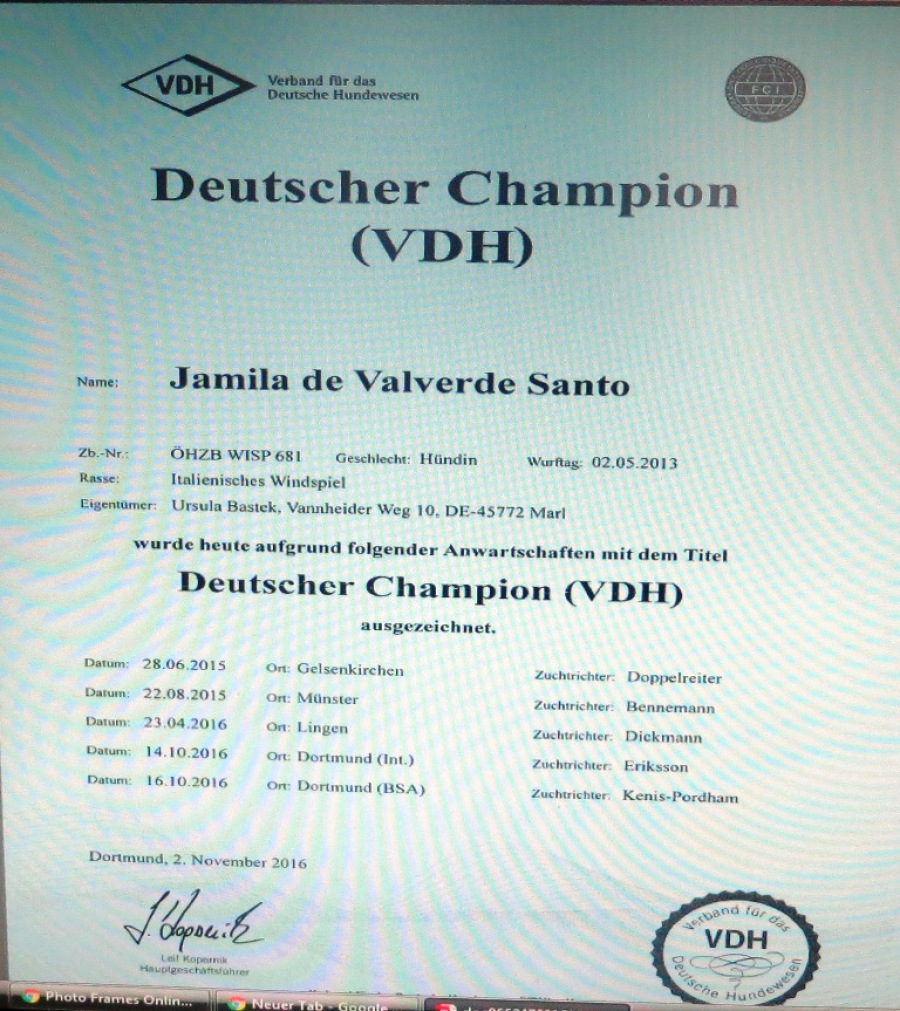 VDH
Verband für das
Deutsche Hundewesen
FCI
Deutscher Champion
(VDH)
Name: Jamila de Valverde Santo
Zb.-Nr.: ÖHZB WISP 681 Geschlecht: Hündin Wurftag: 02.05.2013
Rasse: Italienisches Windspiel
Eigentümer: Ursula Bastek, Vannheider Weg 10, DE-45772 Marl
wurde heute aufgrund folgender Anwartschaften mit dem Titel
Deutscher Champion (VDH)
ausgezeichnet.
Datum: 28.06.2015 Ort: Gelsenkirchen Zuchtrichter: Doppelreiter
Datum: 22.08.2015 Ort: Münster Zuchtrichter: Bennemann
Datum: 23.04.2016 Ort: Lingen Zuchtrichter: Dickmann
Datum: 14.10.2016 Ort: Dortmund (Int.) Zuchtrichter: Eriksson
Datum: 16.10.2016 Ort: Dortmund (BSA) Zuchtrichter: Kenis-Pordham
Dortmund, 2. November 2016
Leif Kopernik
Hauptgeschäftsführer
Verband für das
VDH
Deutsche Hundewesen
Photo Frames Onlin... Neuer Tab - Google